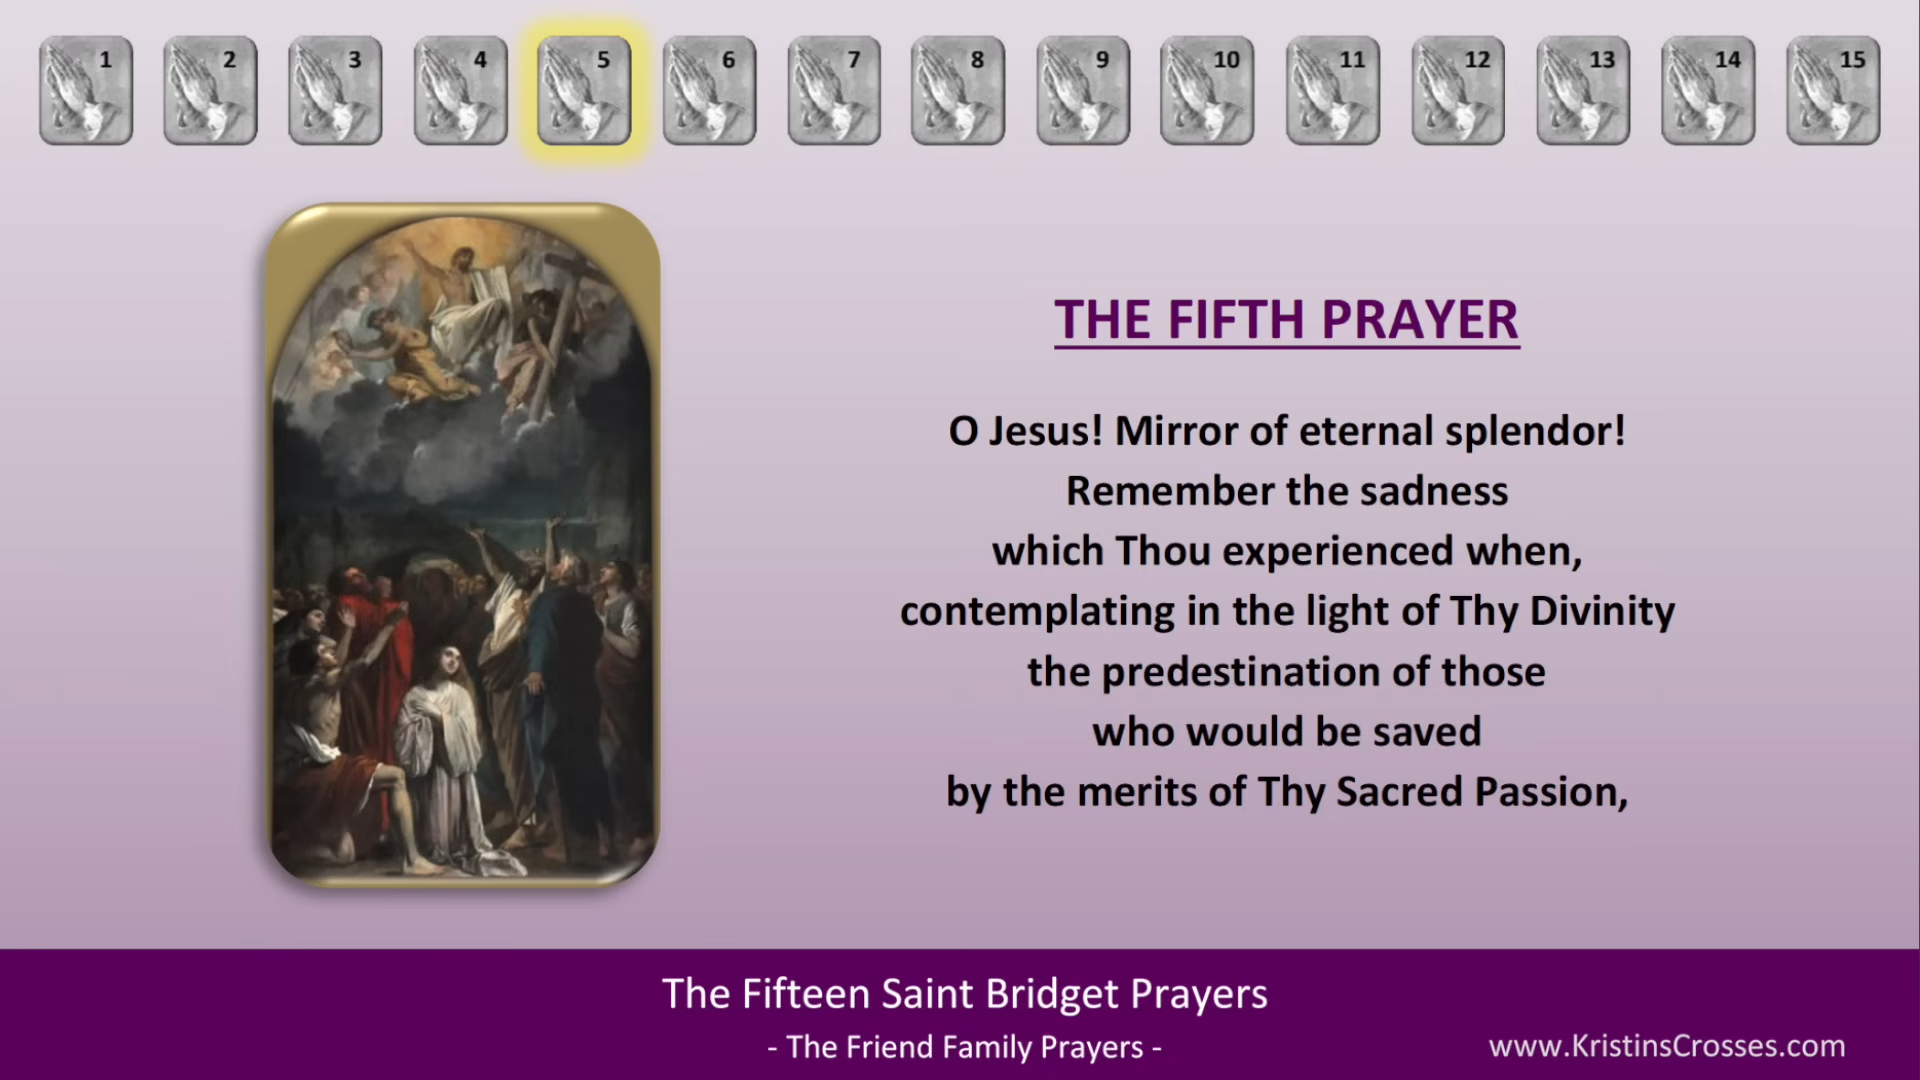 1 2 3 4 5 6 7 8 9 10 11 12 13 14 15
THE FIFTH PRAYER
O Jesus! Mirror of eternal splendor!
Remember the sadness
which Thou experienced when,
contemplating in the light of Thy Divinity
the predestination of those
who would be saved
by the merits of Thy Sacred Passion,
The Fifteen Saint Bridget Prayers
- The Friend Family Prayers -
www.KristinsCrosses.com